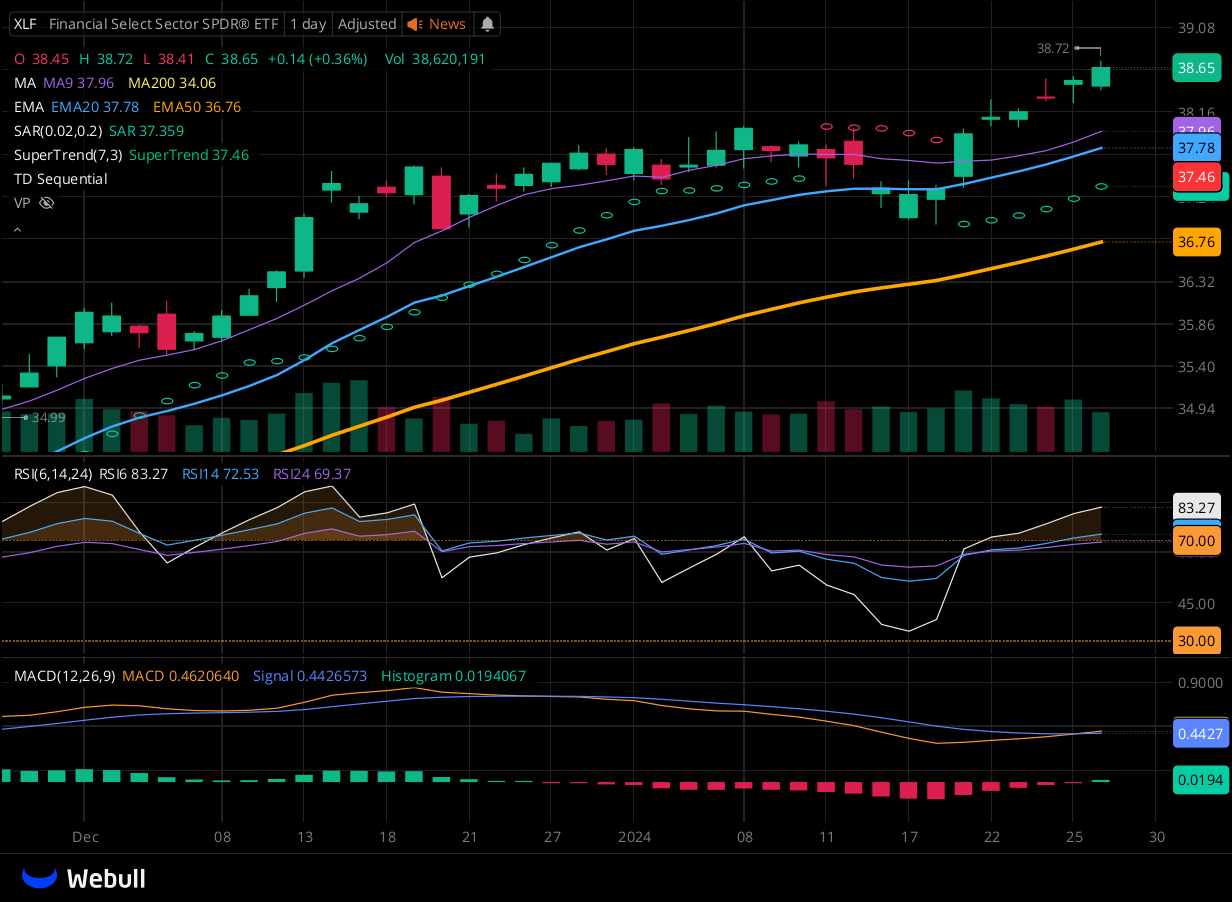 XLF Financial Select Sector SPDR® ETF 1 day Adjusted News
O 38.45 H 38.72 L 38.41 C 38.65 +0.14 (+0.36%) Vol 38,620,191
MA MA9 37.96 MA200 34.06
EMA EMA20 37.78 EMA50 36.76
SAR(0.02,0.2) SAR 37.359
SuperTrend(7,3) SuperTrend 37.46
TD Sequential
VP
38.72
34.99
39.08
38.65
38.16
37.96
37.78
37.46
36.76
36.32
35.86
35.40
34.94
RSI(6,14,24) RSI6 83.27 RSI14 72.53 RSI24 69.37
83.27
70.00
45.00
30.00
MACD(12,26,9) MACD 0.4620640 Signal 0.4426573 Histogram 0.0194067
0.9000
0.4427
0.0194
Dec 08 13 18 21 27 2024 08 11 17 22 25 30
Webull